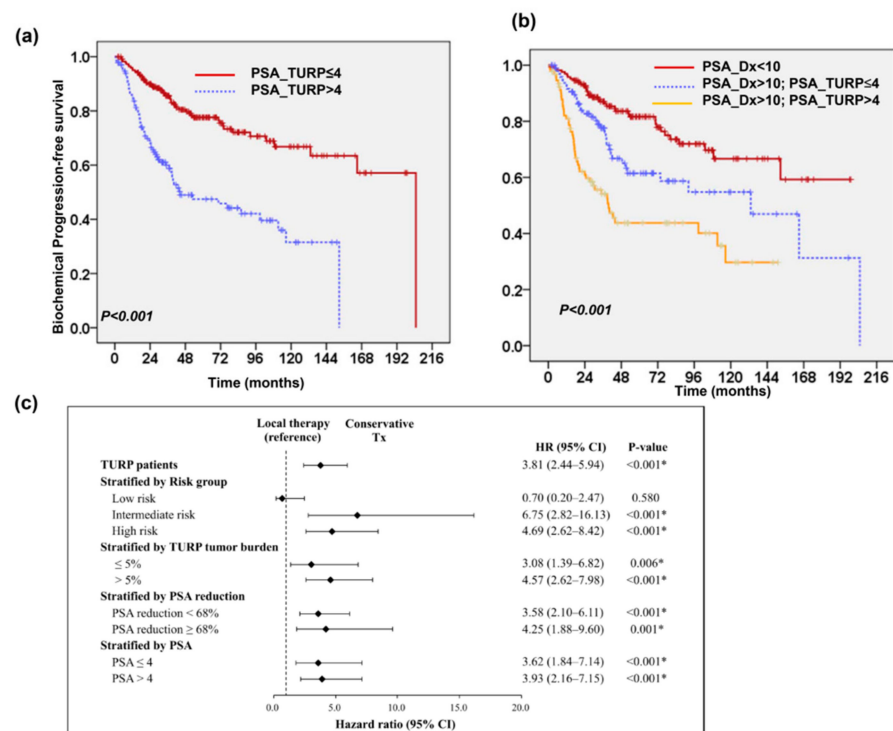 (a)
Biochemical Progression-free survival
1.0
0.8
0.6
0.4
0.2
0.0
PSA_TURP≤4
PSA_TURP>4
P<0.001
0 24 48 72 96 120 144 168 192 216
Time (months)
(b)
1.0
0.8
0.6
0.4
0.2
0.0
PSA_Dx<10
PSA_Dx>10; PSA_TURP≤4
PSA_Dx>10; PSA_TURP>4
P<0.001
0 24 48 72 96 120 144 168 192 216
Time (months)
(c)
Local therapy Conservative
(reference) Tx
HR (95% CI) P-value
TURP patients 3.81 (2.44–5.94) <0.001*
Stratified by Risk group
Low risk 0.70 (0.20–2.47) 0.580
Intermediate risk 6.75 (2.82–16.13) <0.001*
High risk 4.69 (2.62–8.42) <0.001*
Stratified by TURP tumor burden
≤ 5% 3.08 (1.39–6.82) 0.006*
> 5% 4.57 (2.62–7.98) <0.001*
Stratified by PSA reduction
PSA reduction < 68% 3.58 (2.10–6.11) <0.001*
PSA reduction ≥ 68% 4.25 (1.88–9.60) 0.001*
Stratified by PSA
PSA ≤ 4 3.62 (1.84–7.14) <0.001*
PSA > 4 3.93 (2.16–7.15) <0.001*
0.0 5.0 10.0 15.0 20.0
Hazard ratio (95% CI)